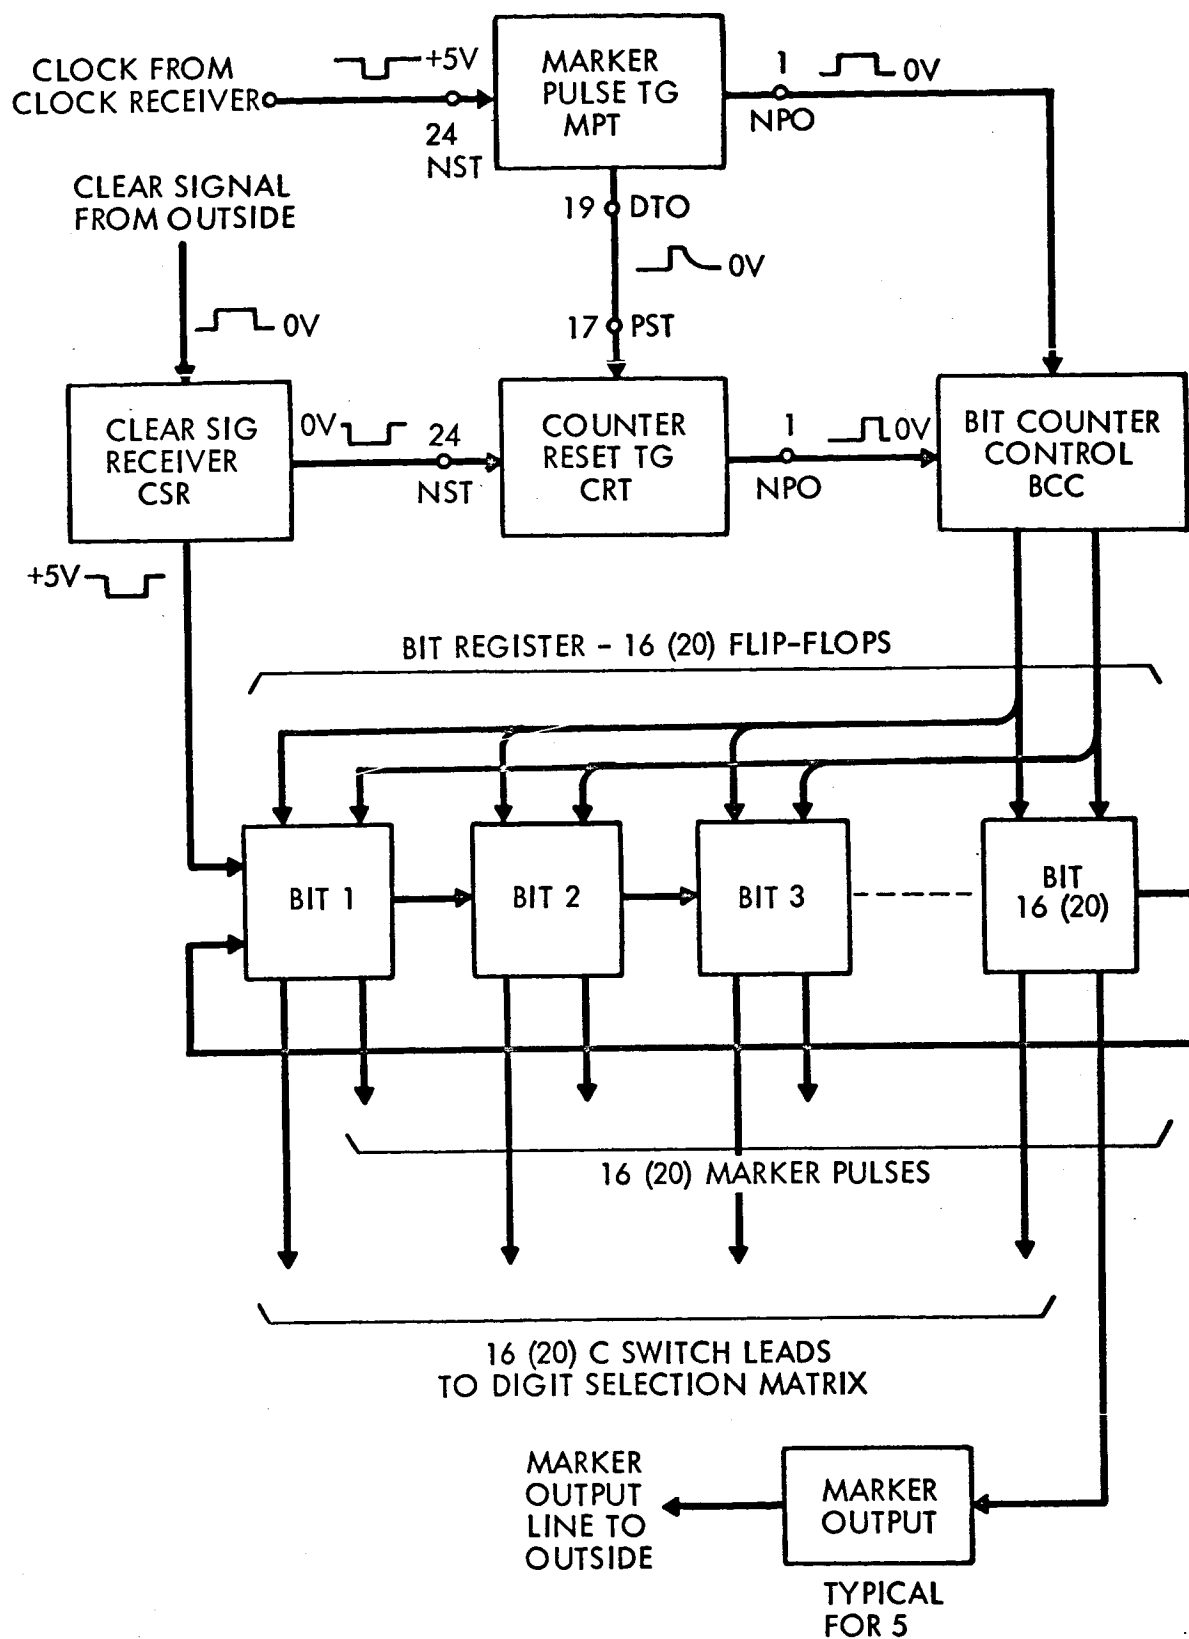 CLOCK FROM
CLOCK RECEIVER
+5V
24
NST
MARKER
PULSE TG
MPT
1
0V
NPO
CLEAR SIGNAL
FROM OUTSIDE
19 DTO
0V
17 PST
0V
CLEAR SIG
RECEIVER
CSR
0V
24
NST
COUNTER
RESET TG
CRT
1
0V
NPO
BIT COUNTER
CONTROL
BCC
+5V
BIT REGISTER - 16 (20) FLIP-FLOPS
BIT 1
BIT 2
BIT 3
BIT
16 (20)
16 (20) MARKER PULSES
16 (20) C SWITCH LEADS
TO DIGIT SELECTION MATRIX
MARKER
OUTPUT
LINE TO
OUTSIDE
MARKER
OUTPUT
TYPICAL
FOR 5